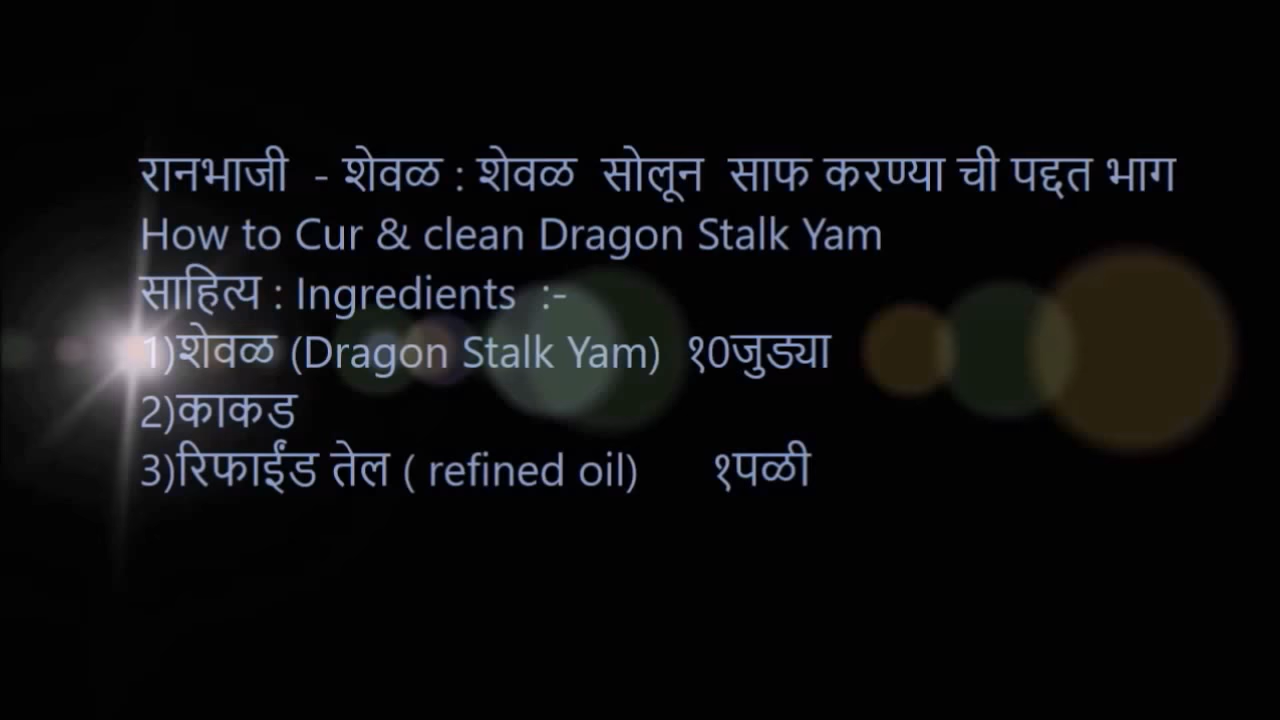 रानभाजी - शेवळ : शेवळ सोलून साफ करण्या ची पद्दत भाग
How to Cur & clean Dragon Stalk Yam
साहित्य : Ingredients :-
1)शेवळ (Dragon Stalk Yam) १0जुड्या
2)काकड
3)रिफाईंड तेल ( refined oil) १पळी